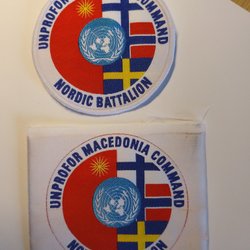 UNPROFOR COMMAND
NORDIC BATTALION
UNPROFOR MACEDONIA COMMAND